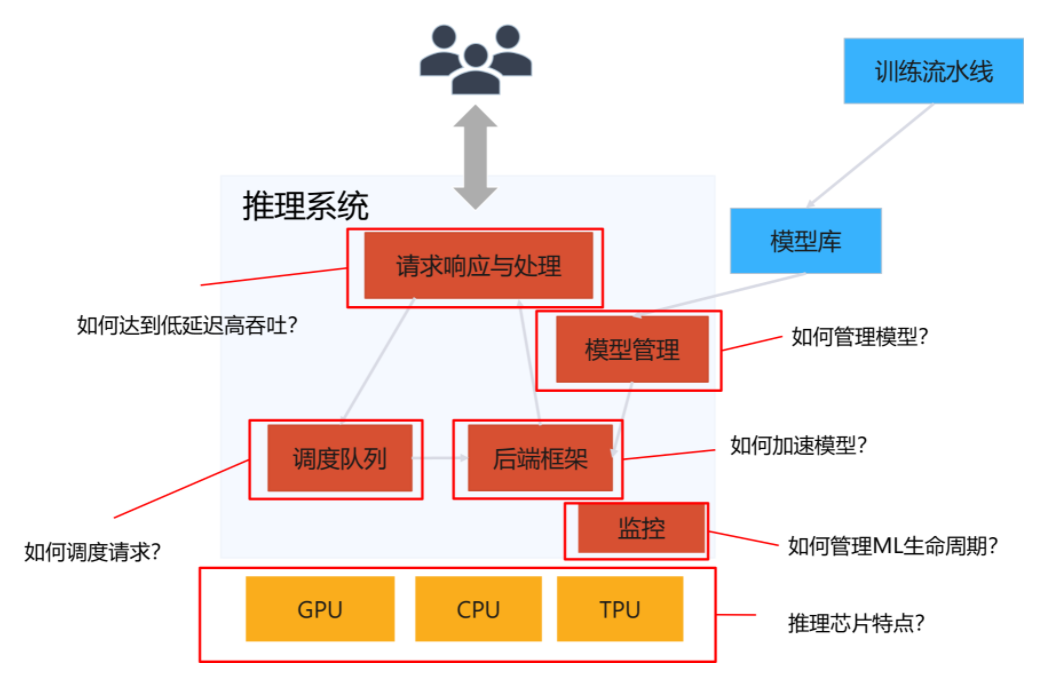 训练流水线
推理系统
模型库
请求响应与处理
如何达到低延迟高吞吐?
模型管理
如何管理模型?
调度队列
后端框架
如何加速模型?
监控
如何调度请求?
如何管理ML生命周期?
GPU
CPU
TPU
推理芯片特点?